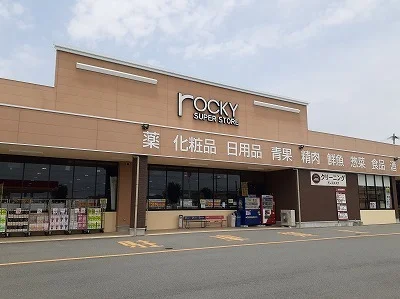 rOCKY
SUPER STORE
薬 化粧品 日用品 青果 精肉 鮮魚 惣菜 食品 酒
クリーニング